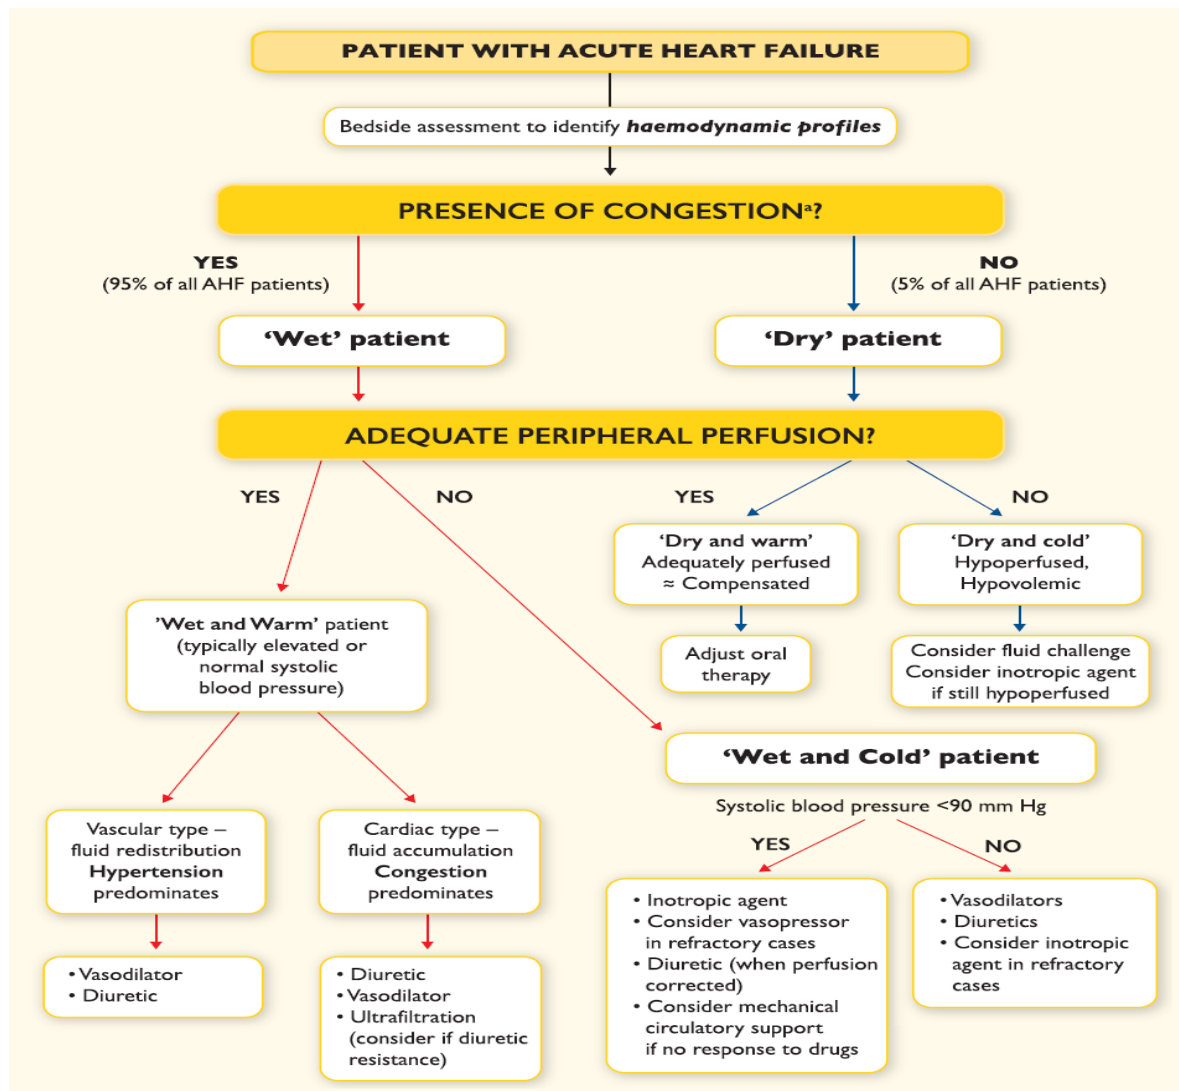 PATIENT WITH ACUTE HEART FAILURE
Bedside assessment to identify haemodynamic profiles
PRESENCE OF CONGESTIONᵃ?
YES
(95% of all AHF patients)
NO
(5% of all AHF patients)
‘Wet’ patient
‘Dry’ patient
ADEQUATE PERIPHERAL PERFUSION?
YES
NO
YES
NO
‘Dry and warm’
Adequately perfused
≈ Compensated
‘Dry and cold’
Hypoperfused,
Hypovolemic
’Wet and Warm’ patient
(typically elevated or
normal systolic
blood pressure)
Adjust oral
therapy
Consider fluid challenge
Consider inotropic agent
if still hypoperfused
‘Wet and Cold’ patient
Systolic blood pressure <90 mm Hg
YES
NO
Vascular type –
fluid redistribution
Hypertension
predominates
Cardiac type –
fluid accumulation
Congestion
predominates
• Vasodilator
• Diuretic
• Diuretic
• Vasodilator
• Ultrafiltration
(consider if diuretic
resistance)
• Inotropic agent
• Consider vasopressor
in refractory cases
• Diuretic (when perfusion
corrected)
• Consider mechanical
circulatory support
if no response to drugs
• Vasodilators
• Diuretics
• Consider inotropic
agent in refractory
cases